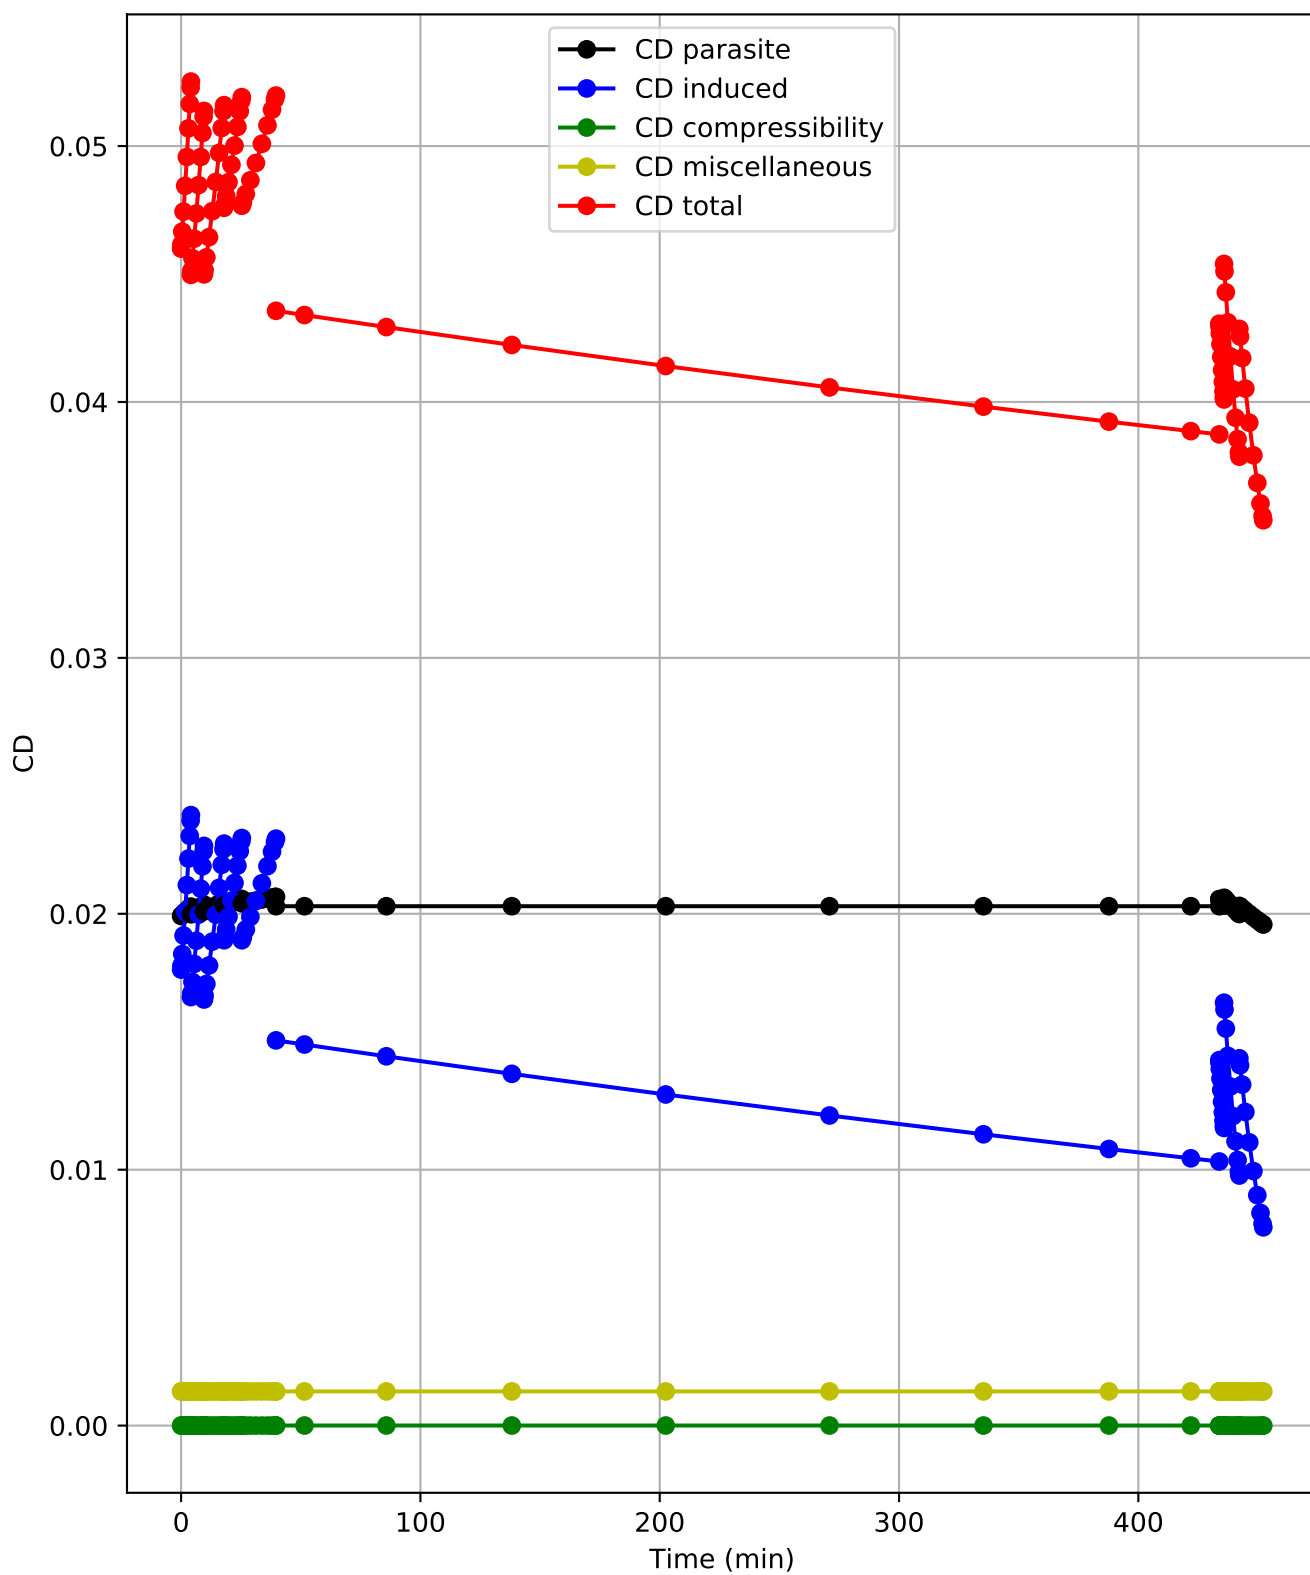 CD parasite
CD induced
CD compressibility
CD miscellaneous
CD total
0.05
0.04
0.03
0.02
0.01
0.00
CD
0 100 200 300 400
Time (min)